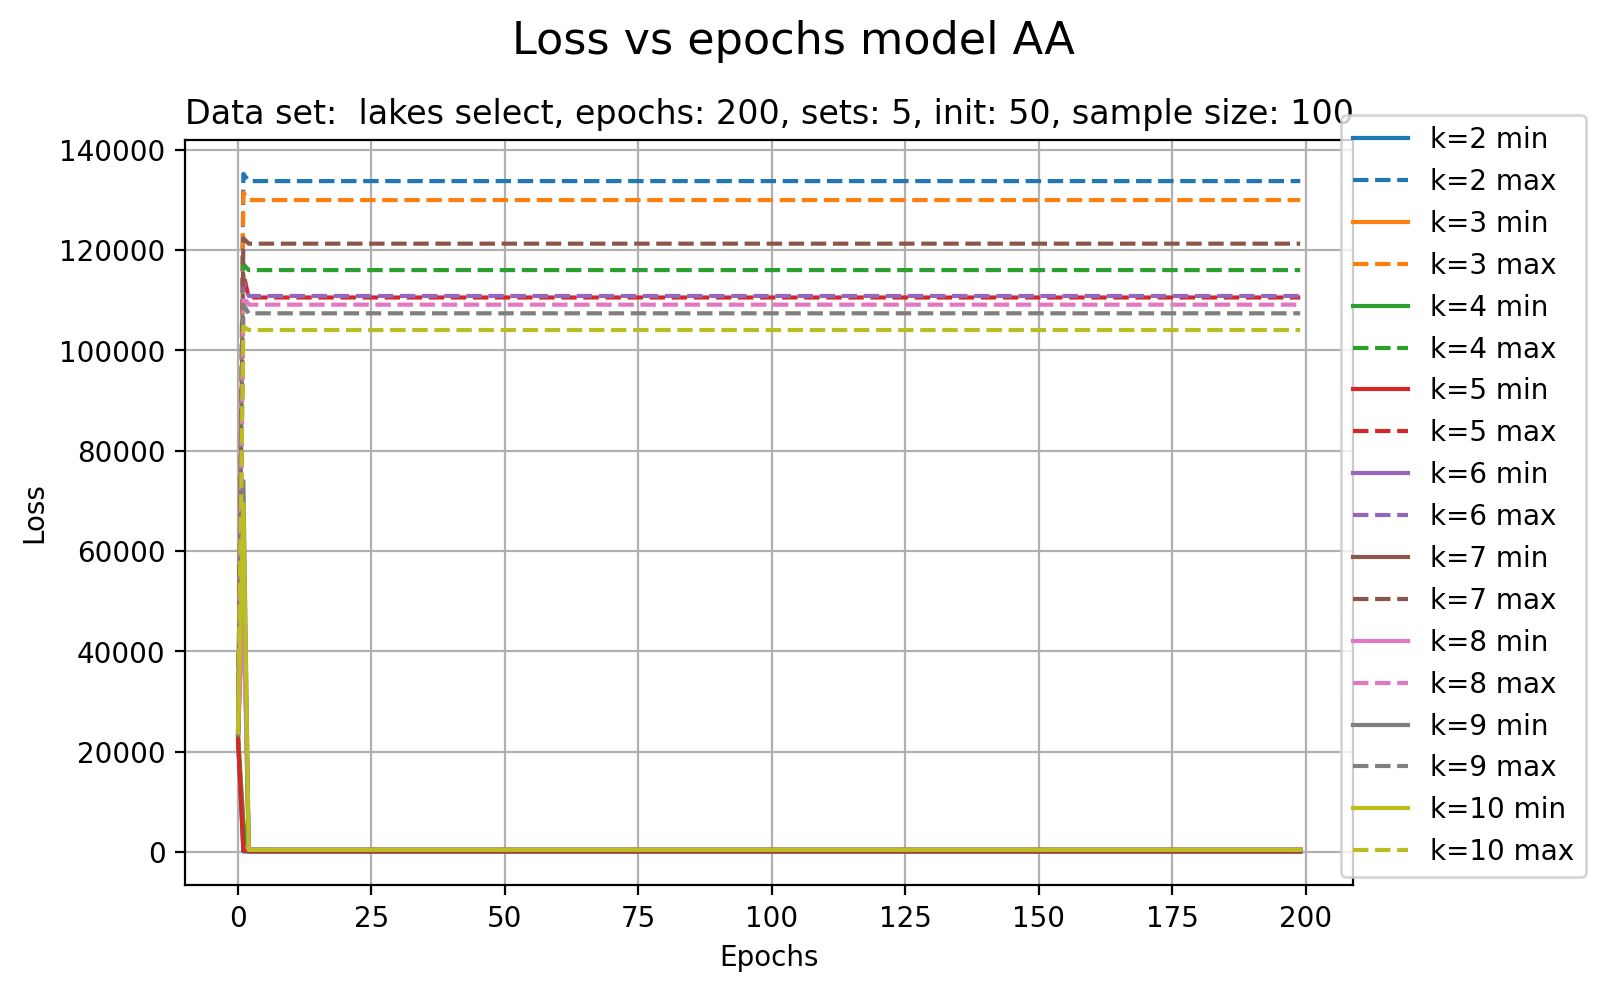 Loss vs epochs model AA
Data set:  lakes select, epochs: 200, sets: 5, init: 50, sample size: 100
Loss
140000
120000
100000
80000
60000
40000
20000
0
0 25 50 75 100 125 150 175 200
Epochs
k=2 min
k=2 max
k=3 min
k=3 max
k=4 min
k=4 max
k=5 min
k=5 max
k=6 min
k=6 max
k=7 min
k=7 max
k=8 min
k=8 max
k=9 min
k=9 max
k=10 min
k=10 max